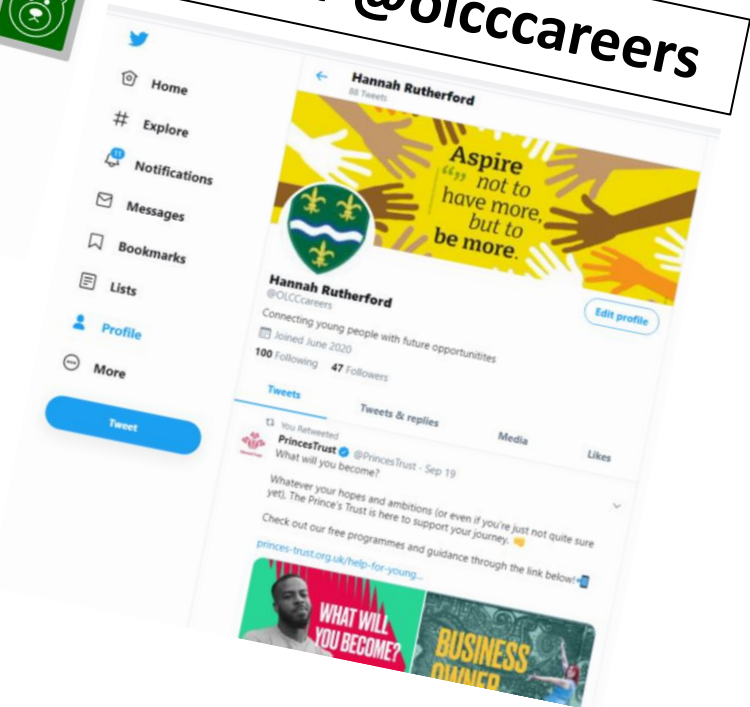 @olcccareers
Home
Explore
11
Notifications
Messages
Bookmarks
Lists
Profile
More
Tweet
Hannah Rutherford
88 Tweets
Aspire
“,, not to
have more,
but to
be more.
Hannah Rutherford
@OLCCcareers
Edit profile
Connecting young people with future opportunitites
Joined June 2020
100 Following 47 Followers
Tweets
Tweets & replies
Media
Likes
You Retweeted
PrincesTrust @PrincesTrust · Sep 19
What will you become?
Whatever your hopes and ambitions (or even if you're just not quite sure
yet), The Prince's Trust is here to support your journey.
Check out our free programmes and guidance through the link below!
princes-trust.org.uk/help-for-young...
WHAT WILL
YOU BECOME?
BUSINESS
OWNER